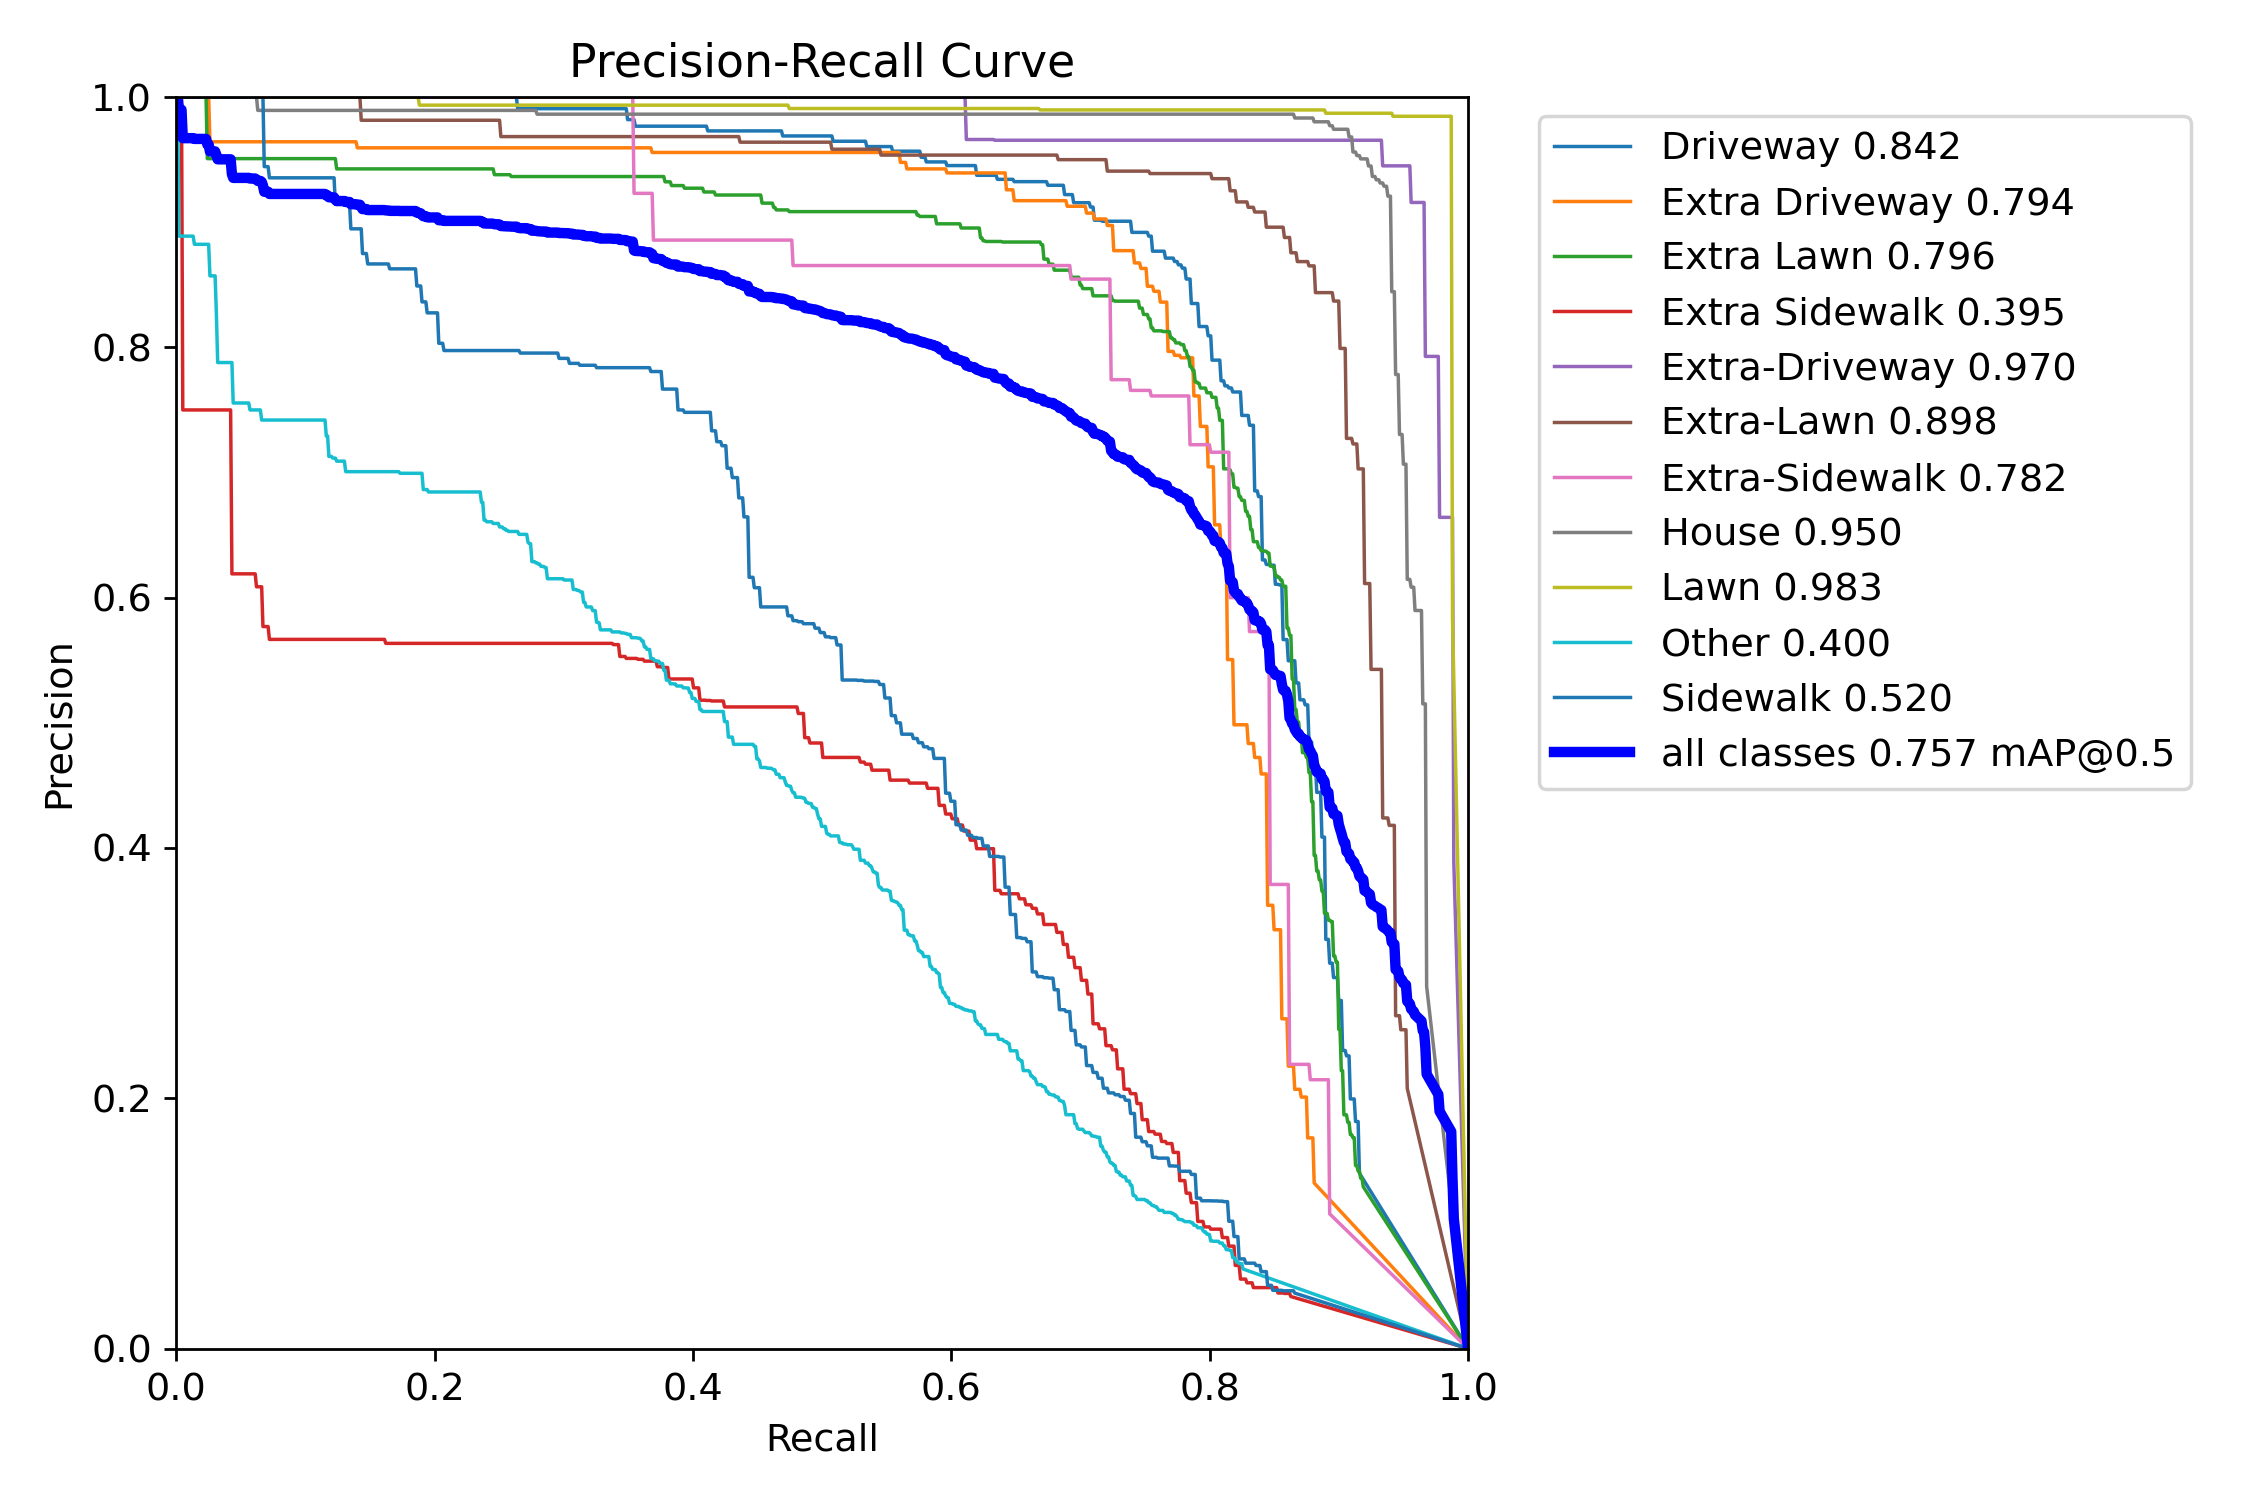 Precision-Recall Curve
1.0
0.8
0.6
0.4
0.2
0.0
Precision
0.0 0.2 0.4 0.6 0.8 1.0
Recall
Driveway 0.842
Extra Driveway 0.794
Extra Lawn 0.796
Extra Sidewalk 0.395
Extra-Driveway 0.970
Extra-Lawn 0.898
Extra-Sidewalk 0.782
House 0.950
Lawn 0.983
Other 0.400
Sidewalk 0.520
all classes 0.757 mAP@0.5